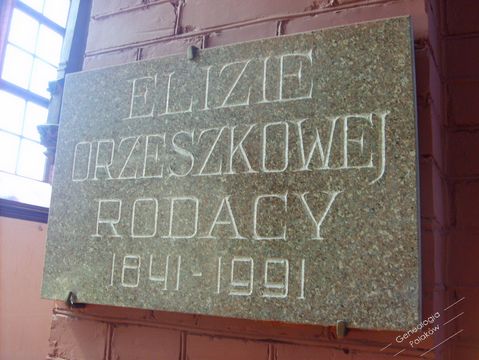 ELIZIE
ORZESZKOWEJ
RODACY
1841-1991
Genealogia
Polaków